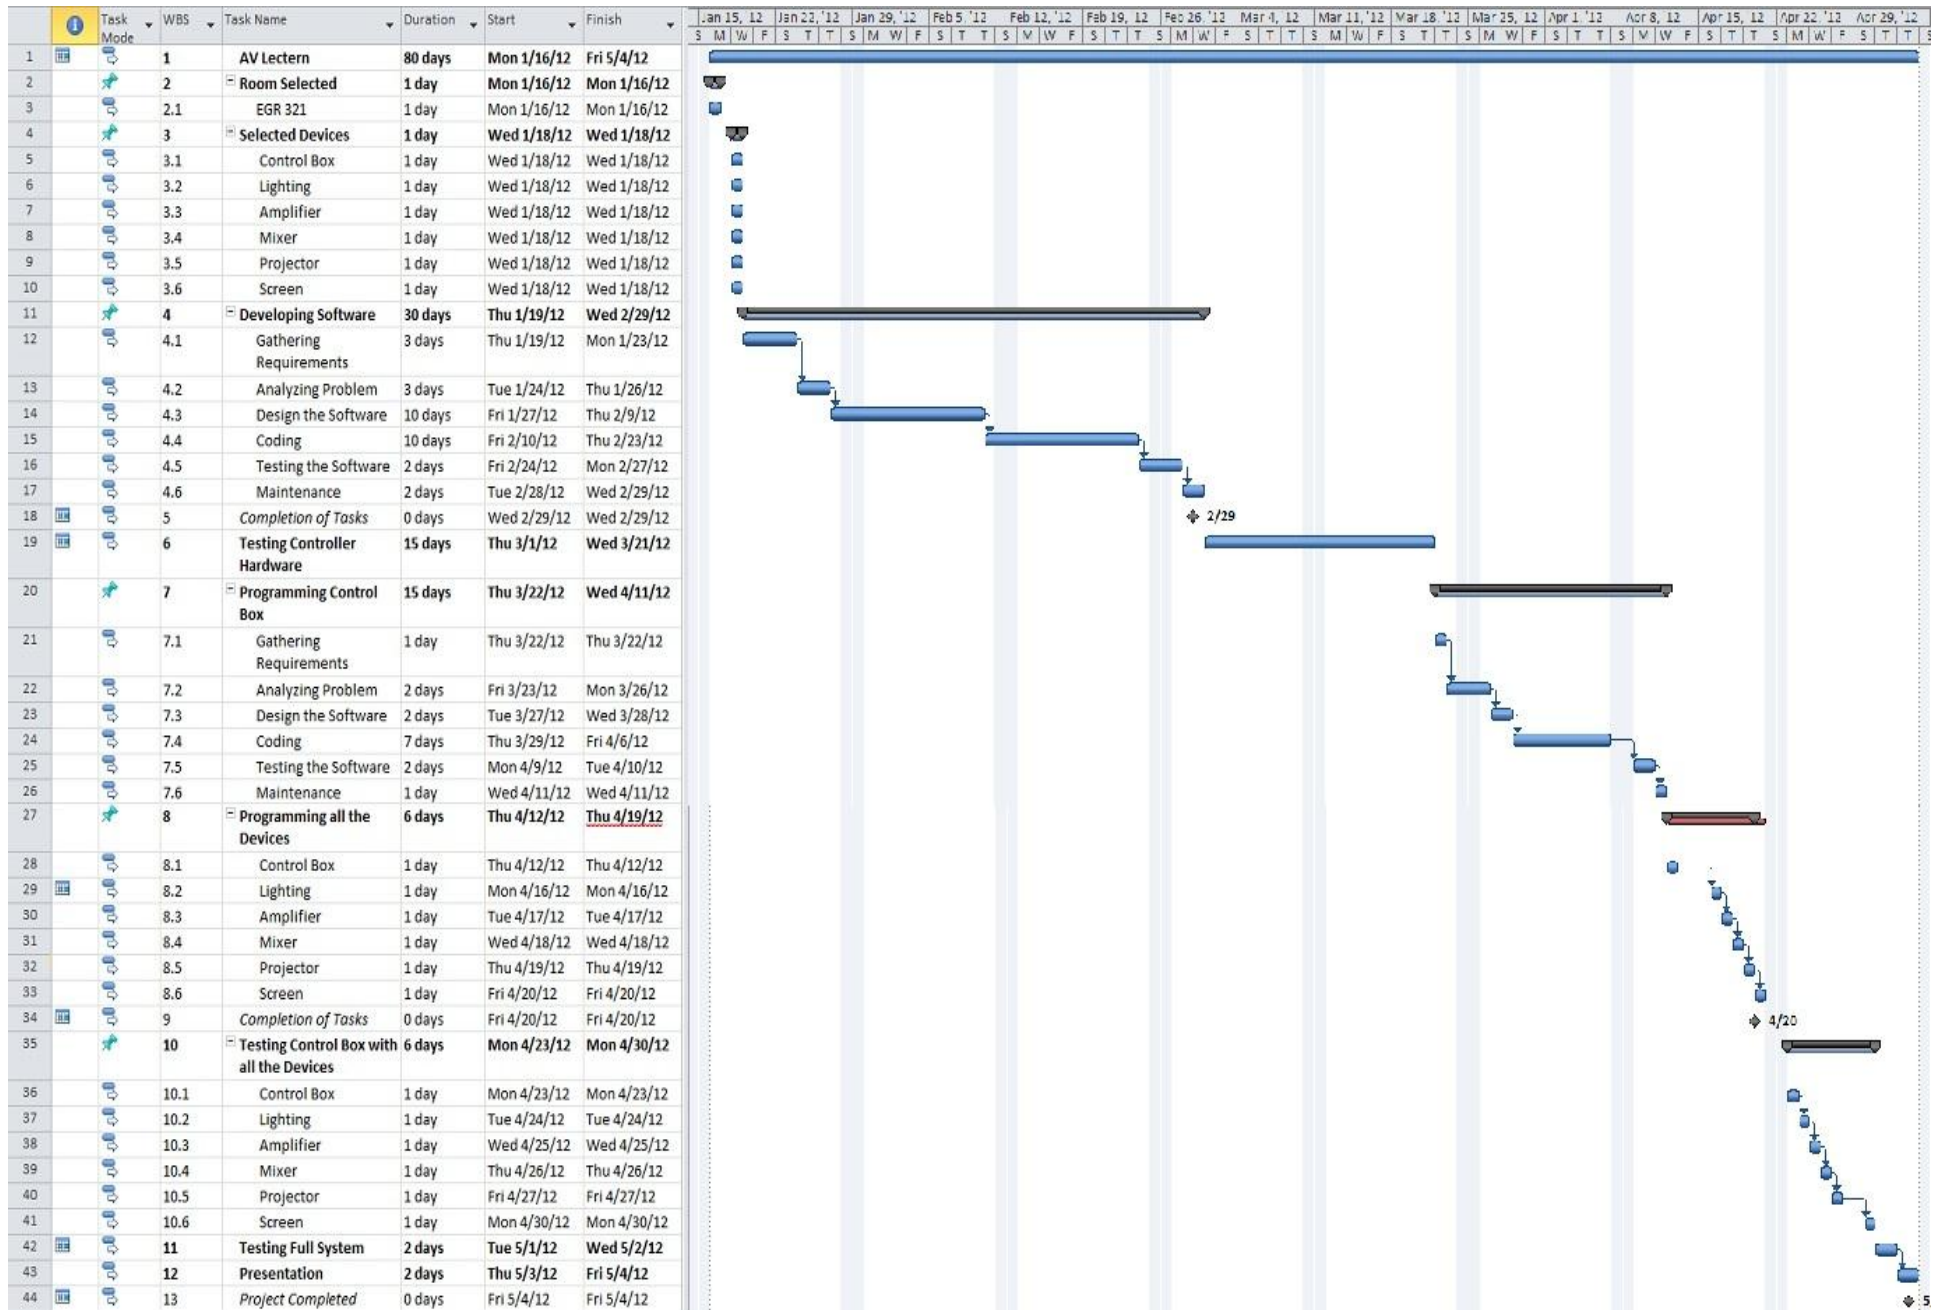 Task Mode WBS Task Name Duration Start Finish
Jan 15, '12 Jan 22, '12 Jan 29, '12 Feb 5, '12 Feb 12, '12 Feb 19, '12 Feb 26, '12 Mar 4, '12 Mar 11, '12 Mar 18, '12 Mar 25, '12 Apr 1, '12 Apr 8, '12 Apr 15, '12 Apr 22, '12 Apr 29, '12
S M W F S T T S M W F S T T S M W F S T T S M W F S T T S M W F S T T S M W F S T T S M W F S T T S M W F S T T S
1 1 AV Lectern 80 days Mon 1/16/12 Fri 5/4/12
2 2 Room Selected 1 day Mon 1/16/12 Mon 1/16/12
3 2.1 EGR 321 1 day Mon 1/16/12 Mon 1/16/12
4 3 Selected Devices 1 day Wed 1/18/12 Wed 1/18/12
5 3.1 Control Box 1 day Wed 1/18/12 Wed 1/18/12
6 3.2 Lighting 1 day Wed 1/18/12 Wed 1/18/12
7 3.3 Amplifier 1 day Wed 1/18/12 Wed 1/18/12
8 3.4 Mixer 1 day Wed 1/18/12 Wed 1/18/12
9 3.5 Projector 1 day Wed 1/18/12 Wed 1/18/12
10 3.6 Screen 1 day Wed 1/18/12 Wed 1/18/12
11 4 Developing Software 30 days Thu 1/19/12 Wed 2/29/12
12 4.1 Gathering 3 days Thu 1/19/12 Mon 1/23/12
Requirements
13 4.2 Analyzing Problem 3 days Tue 1/24/12 Thu 1/26/12
14 4.3 Design the Software 10 days Fri 1/27/12 Thu 2/9/12
15 4.4 Coding 10 days Fri 2/10/12 Thu 2/23/12
16 4.5 Testing the Software 2 days Fri 2/24/12 Mon 2/27/12
17 4.6 Maintenance 2 days Tue 2/28/12 Wed 2/29/12
18 5 Completion of Tasks 0 days Wed 2/29/12 Wed 2/29/12 2/29
19 6 Testing Controller 15 days Thu 3/1/12 Wed 3/21/12
Hardware
20 7 Programming Control 15 days Thu 3/22/12 Wed 4/11/12
Box
21 7.1 Gathering 1 day Thu 3/22/12 Thu 3/22/12
Requirements
22 7.2 Analyzing Problem 2 days Fri 3/23/12 Mon 3/26/12
23 7.3 Design the Software 2 days Tue 3/27/12 Wed 3/28/12
24 7.4 Coding 7 days Thu 3/29/12 Fri 4/6/12
25 7.5 Testing the Software 2 days Mon 4/9/12 Tue 4/10/12
26 7.6 Maintenance 1 day Wed 4/11/12 Wed 4/11/12
27 8 Programming all the 6 days Thu 4/12/12 Thu 4/19/12
Devices
28 8.1 Control Box 1 day Thu 4/12/12 Thu 4/12/12
29 8.2 Lighting 1 day Mon 4/16/12 Mon 4/16/12
30 8.3 Amplifier 1 day Tue 4/17/12 Tue 4/17/12
31 8.4 Mixer 1 day Wed 4/18/12 Wed 4/18/12
32 8.5 Projector 1 day Thu 4/19/12 Thu 4/19/12
33 8.6 Screen 1 day Fri 4/20/12 Fri 4/20/12
34 9 Completion of Tasks 0 days Fri 4/20/12 Fri 4/20/12 4/20
35 10 Testing Control Box with 6 days Mon 4/23/12 Mon 4/30/12
all the Devices
36 10.1 Control Box 1 day Mon 4/23/12 Mon 4/23/12
37 10.2 Lighting 1 day Tue 4/24/12 Tue 4/24/12
38 10.3 Amplifier 1 day Wed 4/25/12 Wed 4/25/12
39 10.4 Mixer 1 day Thu 4/26/12 Thu 4/26/12
40 10.5 Projector 1 day Fri 4/27/12 Fri 4/27/12
41 10.6 Screen 1 day Mon 4/30/12 Mon 4/30/12
42 11 Testing Full System 2 days Tue 5/1/12 Wed 5/2/12
43 12 Presentation 2 days Thu 5/3/12 Fri 5/4/12
44 13 Project Completed 0 days Fri 5/4/12 Fri 5/4/12 5